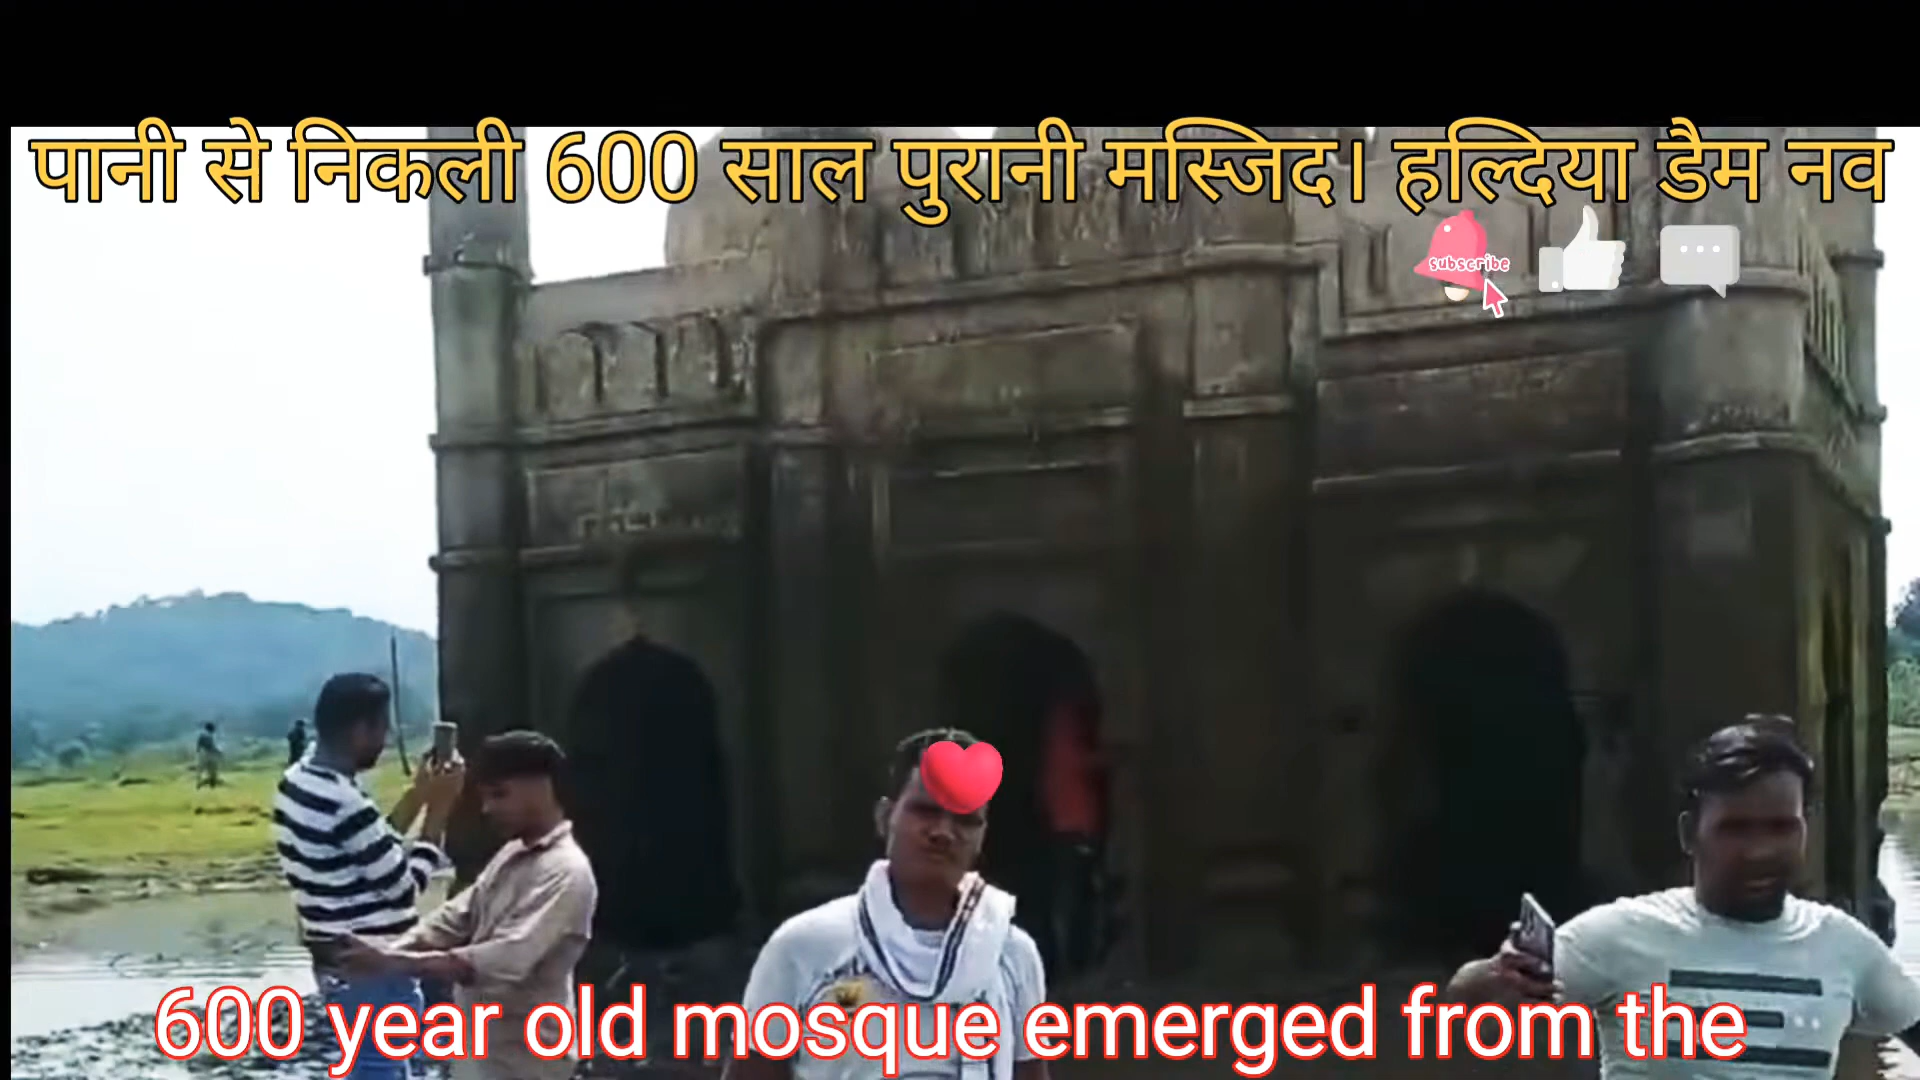 पानी से निकली 600 साल पुरानी मस्जिद। हल्दिया डैम नव
subscribe
600 year old mosque emerged from the